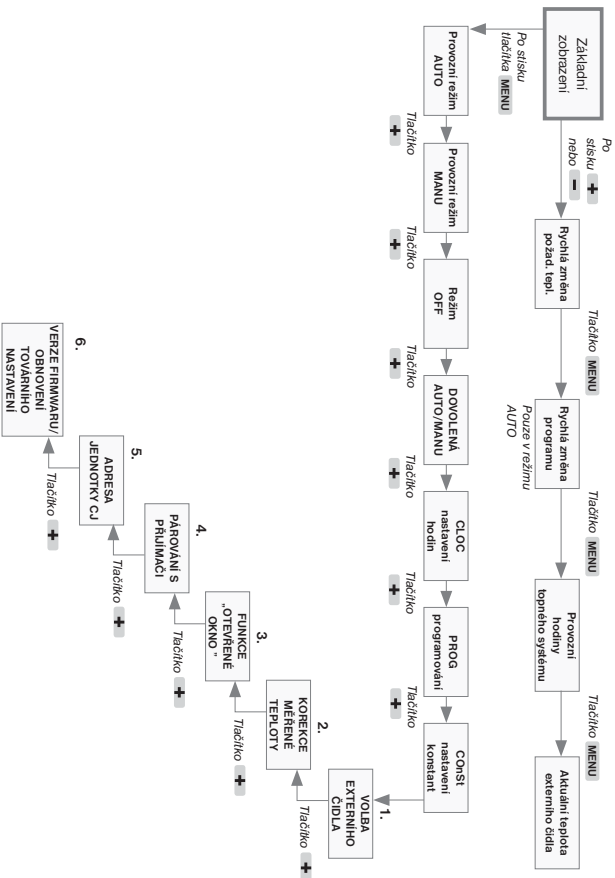 Základní
zobrazení
Po
stisku +
nebo −
Rychlá změna
požad. tepl.
Tlačítko MENU
Rychlá změna
programu
Pouze v režimu
AUTO
Tlačítko MENU
Provozní
hodiny
topného systému
Tlačítko MENU
Aktuální teplota
externího čidla
Po stisku
tlačítka MENU
Provozní režim
AUTO
Tlačítko
+
Provozní režim
MANU
Tlačítko
+
Režim
OFF
Tlačítko
+
DOVOLENÁ
AUTO/MANU
Tlačítko
+
CLOC
nastavení
hodin
Tlačítko
+
PROG
programování
Tlačítko
+
COnSt
nastavení
konstant
1.
VOLBA
EXTERNÍHO
ČIDLA
Tlačítko +
2.
KOREKCE
MĚŘENÉ
TEPLOTY
Tlačítko +
3.
FUNKCE
„OTEVŘENÉ
OKNO"
Tlačítko +
4.
PÁROVÁNÍ S
PŘIJÍMAČI
Tlačítko +
5.
ADRESA
JEDNOTKY CJ
Tlačítko +
6.
VERZE FIRMWARU/
OBNOVENÍ
TOVÁRNÍHO
NASTAVENÍ